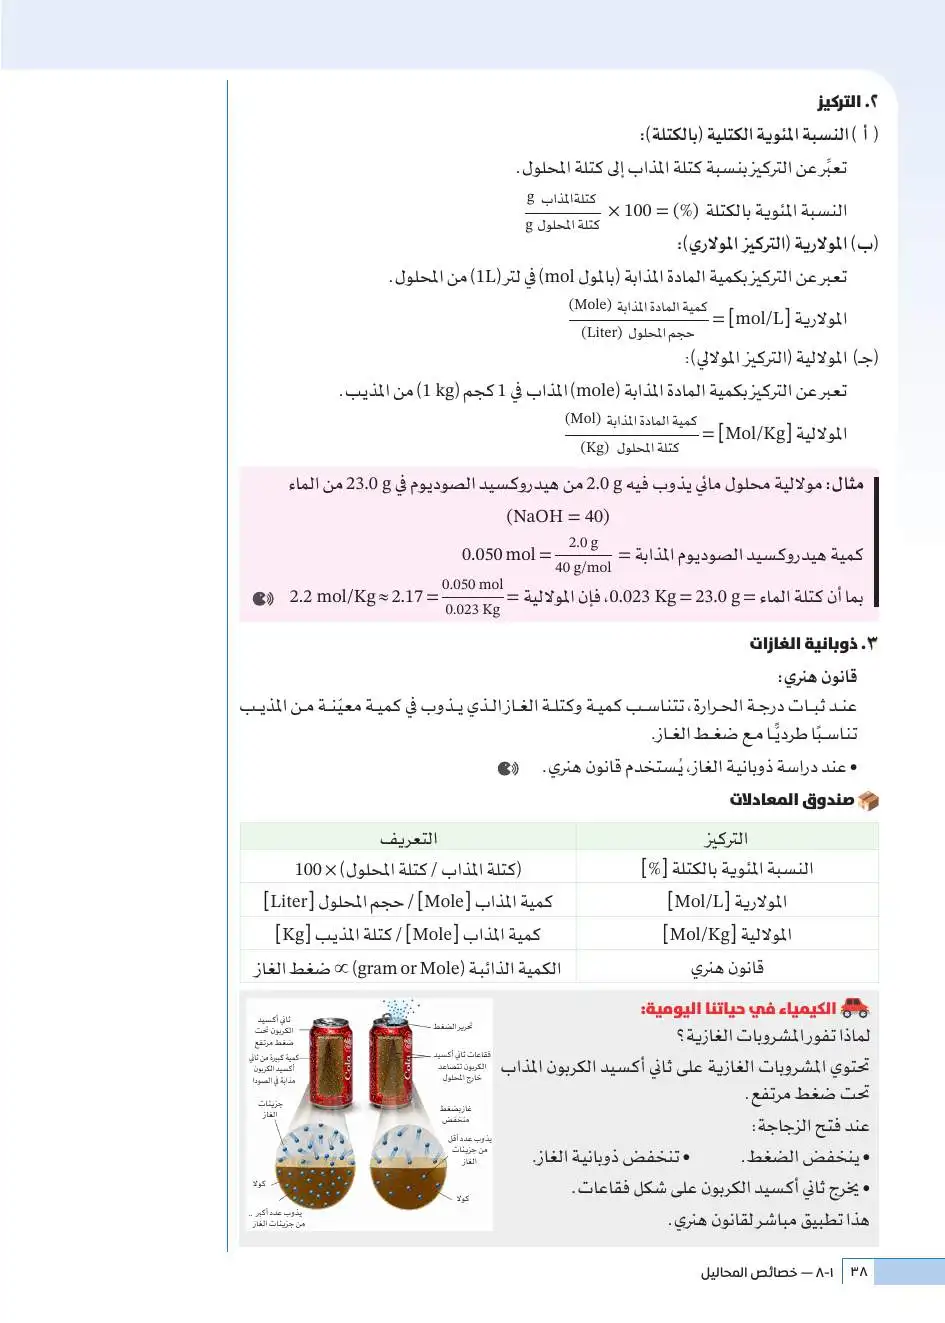 ٢. التركيز
( أ ) النسبة المئوية الكتلية (بالكتلة):
تعبِّر عن التركيز بنسبة كتلة المذاب إلى كتلة المحلول.
النسبة المئوية بالكتلة (%) = 100 × كتلة المذاب g / كتلة المحلول g
(ب) المولارية (التركيز المولاري):
تعبر عن التركيز بكمية المادة المذابة (بالمول mol) في لتر (1L) من المحلول.
المولارية [mol/L] = كمية المادة المذابة (Mole) / حجم المحلول (Liter)
(جـ) المولالية (التركيز المولالي):
تعبر عن التركيز بكمية المادة المذابة (mole) المذاب في 1 كجم (1 kg) من المذيب.
المولالية [Mol/Kg] = كمية المادة المذابة (Mol) / كتلة المحلول (Kg)
مثال: مولالية محلول مائي يذوب فيه 2.0 g من هيدروكسيد الصوديوم في 23.0 g من الماء
(NaOH = 40)
كمية هيدروكسيد الصوديوم المذابة = 2.0 g / 40 g/mol = 0.050 mol
بما أن كتلة الماء = 23.0 g = 0.023 Kg، فإن المولالية = 0.050 mol / 0.023 Kg = 2.17 ≈ 2.2 mol/Kg
٣. ذوبانية الغازات
قانون هنري:
عند ثبات درجة الحرارة، تتناسب كمية وكتلة الغاز الذي يذوب في كمية معيّنة من المذيب
تناسبًا طرديًّا مع ضغط الغاز.
• عند دراسة ذوبانية الغاز، يُستخدم قانون هنري.
صندوق المعادلات
التركيز التعريف
النسبة المئوية بالكتلة [%] (كتلة المذاب / كتلة المحلول) × 100
المولارية [Mol/L] كمية المذاب [Mole] / حجم المحلول [Liter]
المولالية [Mol/Kg] كمية المذاب [Mole] / كتلة المذيب [Kg]
قانون هنري الكمية الذائبة (gram or Mole) ∝ ضغط الغاز
الكيمياء في حياتنا اليومية:
لماذا تفور المشروبات الغازية؟
تحتوي المشروبات الغازية على ثاني أكسيد الكربون المذاب
تحت ضغط مرتفع.
عند فتح الزجاجة:
• ينخفض الضغط. • تنخفض ذوبانية الغاز.
• يخرج ثاني أكسيد الكربون على شكل فقاعات.
هذا تطبيق مباشر لقانون هنري.
تحرير الضغط
فقاعات ثاني أكسيد
الكربون تتصاعد
خارج المحلول
غاز بضغط
منخفض
يذوب عدد أقل
من جزيئات
الغاز
كولا
Cola
Cola
ثاني أكسيد
الكربون تحت
ضغط مرتفع
كمية كبيرة من ثاني
أكسيد الكربون
مذابة في الصودا
جزيئات
الغاز
كولا
يذوب عدد أكبر ..
من جزيئات الغاز
٣٨ ٨-١ — خصائص المحاليل